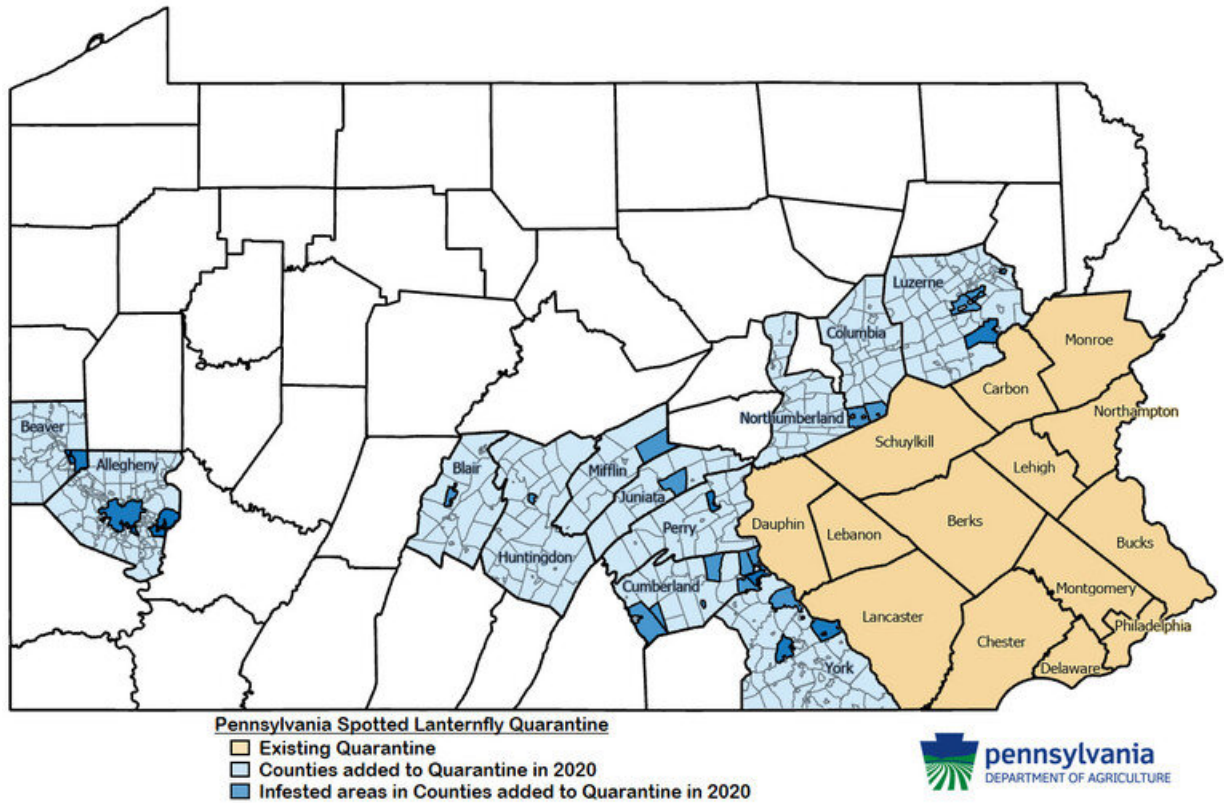 Luzerne
Columbia
Monroe
Carbon
Northampton
Northumberland
Beaver
Allegheny
Schuylkill
Blair
Mifflin
Lehigh
Juniata
Dauphin
Perry
Lebanon
Berks
Bucks
Huntingdon
Cumberland
Montgomery
Lancaster
Philadelphia
Chester
York
Delaware
Pennsylvania Spotted Lanternfly Quarantine
Existing Quarantine
Counties added to Quarantine in 2020
Infested areas in Counties added to Quarantine in 2020
pennsylvania
DEPARTMENT OF AGRICULTURE